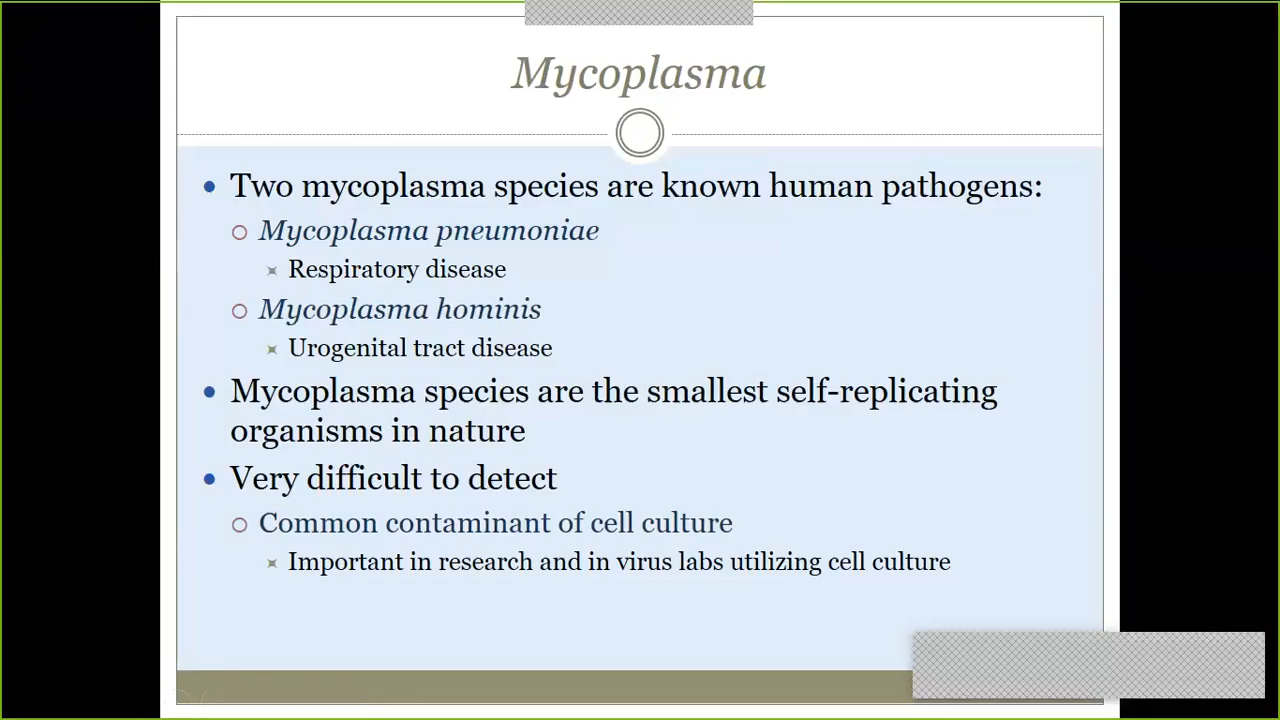 Mycoplasma
Two mycoplasma species are known human pathogens:
Mycoplasma pneumoniae
Respiratory disease
Mycoplasma hominis
Urogenital tract disease
Mycoplasma species are the smallest self-replicating
organisms in nature
Very difficult to detect
Common contaminant of cell culture
Important in research and in virus labs utilizing cell culture